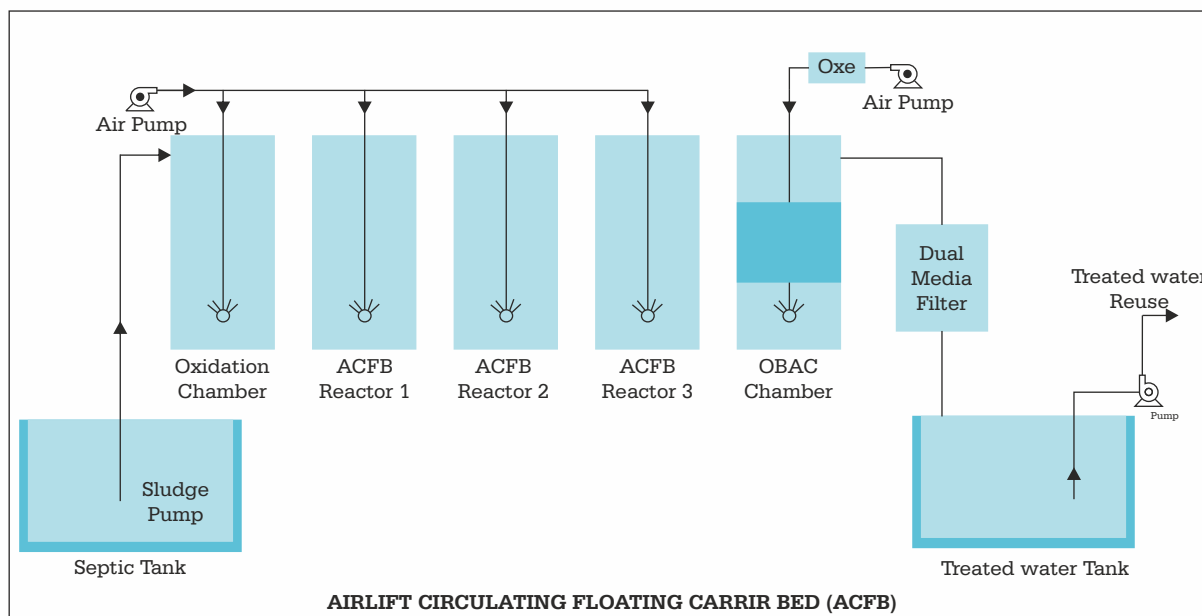 Oxe
Air Pump
Air Pump
Dual
Media
Filter
Treated water
Reuse
Oxidation
Chamber
ACFB
Reactor 1
ACFB
Reactor 2
ACFB
Reactor 3
OBAC
Chamber
Pump
Sludge
Pump
Septic Tank
Treated water Tank
AIRLIFT CIRCULATING FLOATING CARRIR BED (ACFB)